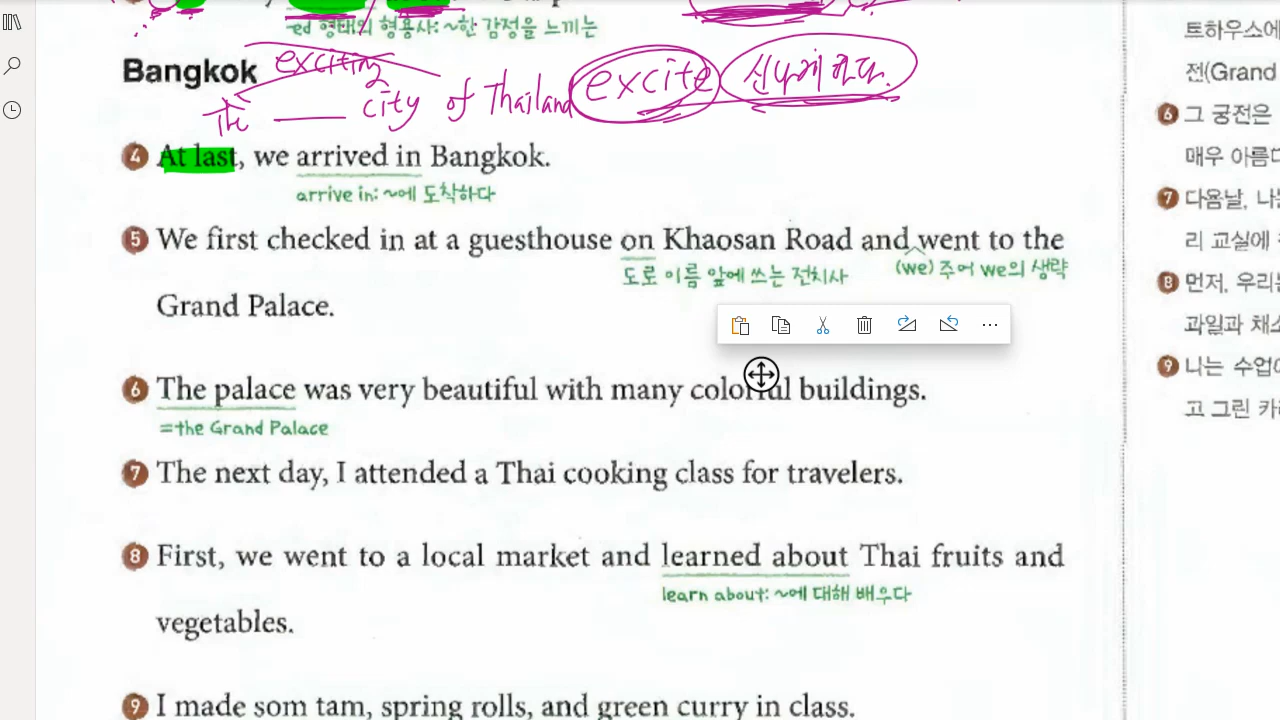 -ed 형태의 형용사: ~한 감정을 느끼는
Bangkok exciting
The ____ city of Thailand excite 신나게 하다.
4 At last, we arrived in Bangkok.
arrive in: ~에 도착하다
5 We first checked in at a guesthouse on Khaosan Road and went to the
도로 이름 앞에 쓰는 전치사 (we) 주어 we의 생략
Grand Palace.
6 The palace was very beautiful with many colorful buildings.
=the Grand Palace
7 The next day, I attended a Thai cooking class for travelers.
8 First, we went to a local market and learned about Thai fruits and
learn about: ~에 대해 배우다
vegetables.
9 I made som tam, spring rolls, and green curry in class.
트하우스에
전(Grand
6 그 궁전은
매우 아름다
7 다음날, 나는
리 교실에
8 먼저, 우리는
과일과 채소
9 나는 수업에
고 그린 카